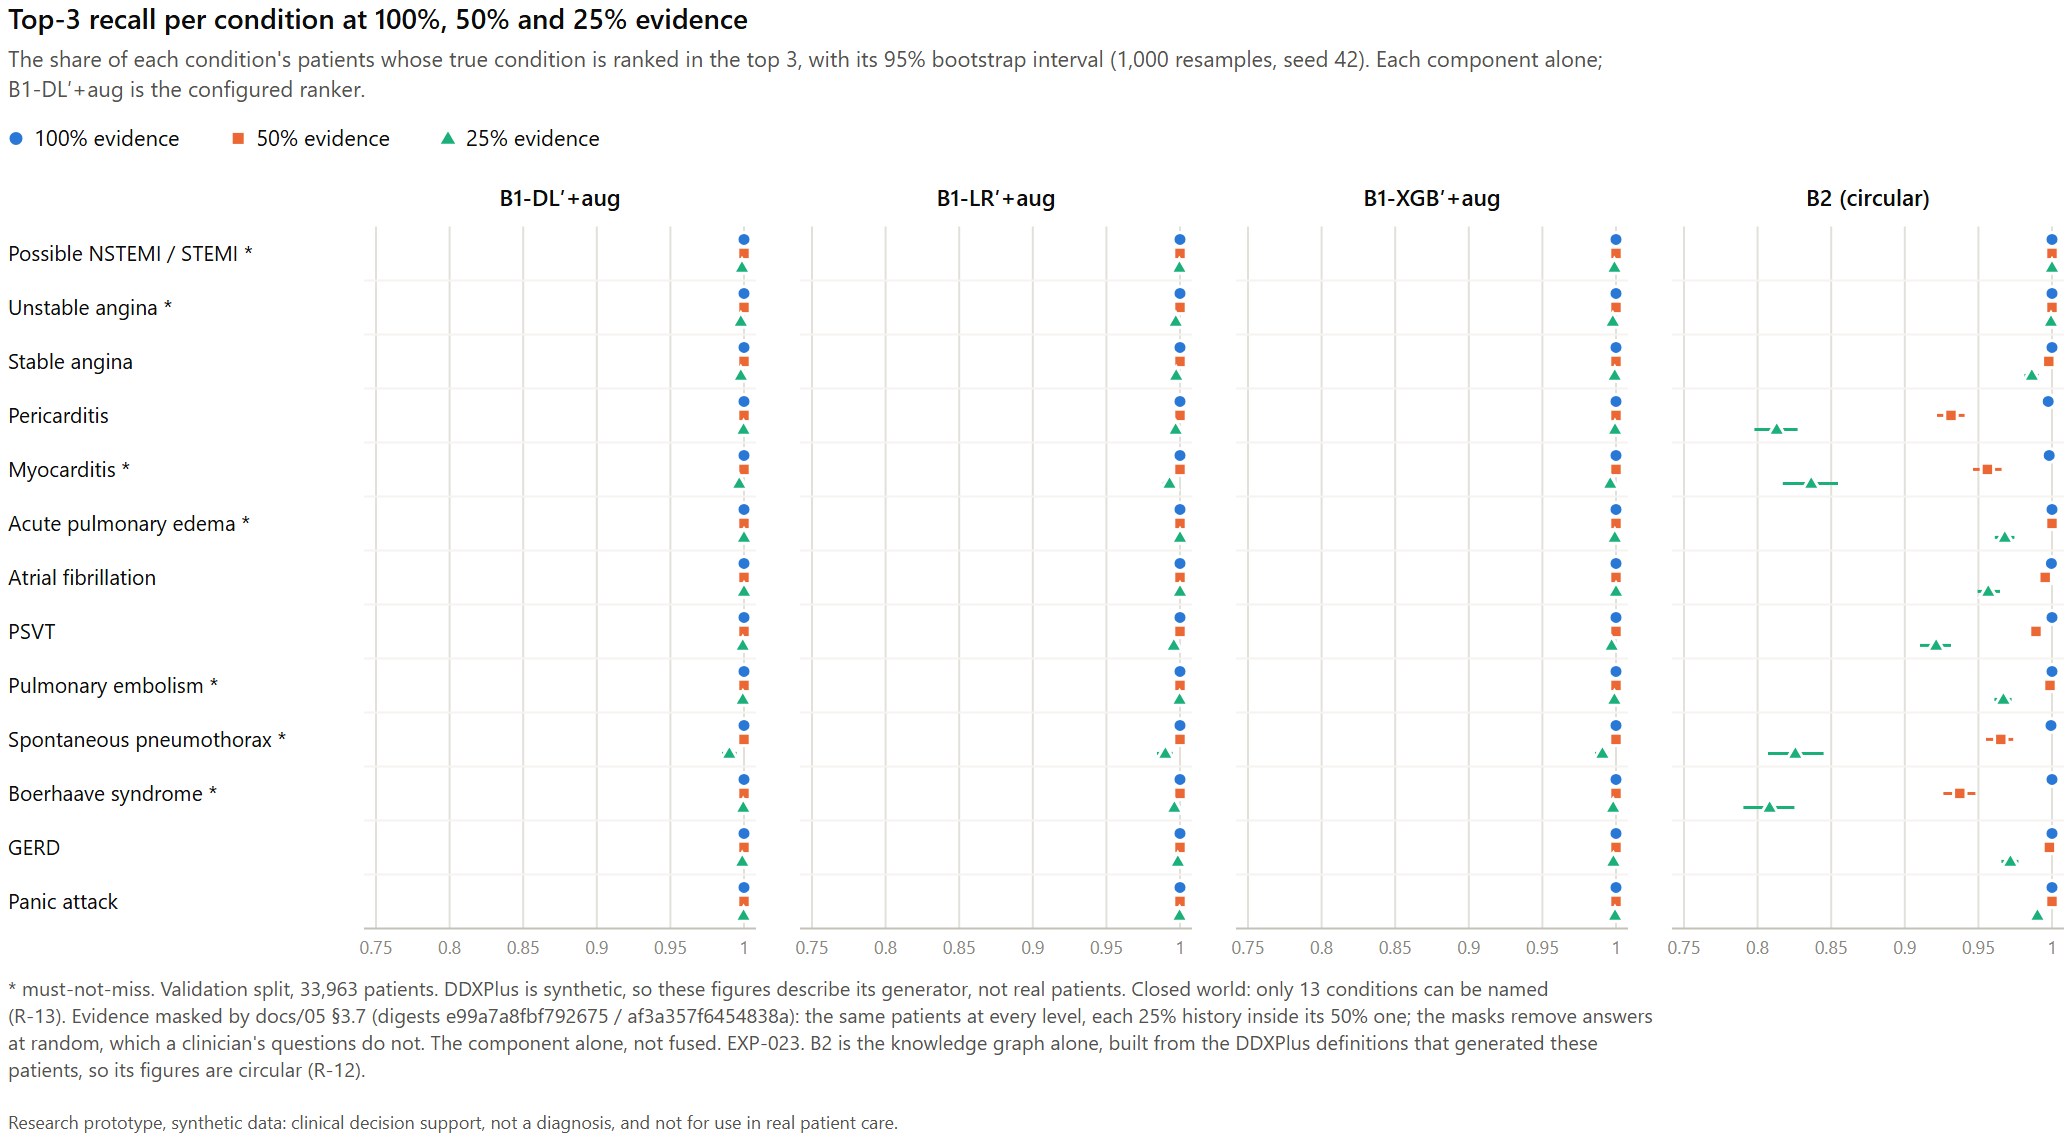 Top-3 recall per condition at 100%, 50% and 25% evidence
The share of each condition's patients whose true condition is ranked in the top 3, with its 95% bootstrap interval (1,000 resamples, seed 42). Each component alone;
B1-DL′+aug is the configured ranker.
100% evidence 50% evidence 25% evidence
B1-DL′+aug B1-LR′+aug B1-XGB′+aug B2 (circular)
Possible NSTEMI / STEMI *
Unstable angina *
Stable angina
Pericarditis
Myocarditis *
Acute pulmonary edema *
Atrial fibrillation
PSVT
Pulmonary embolism *
Spontaneous pneumothorax *
Boerhaave syndrome *
GERD
Panic attack
0.75 0.8 0.85 0.9 0.95 1 0.75 0.8 0.85 0.9 0.95 1 0.75 0.8 0.85 0.9 0.95 1 0.75 0.8 0.85 0.9 0.95 1
* must-not-miss. Validation split, 33,963 patients. DDXPlus is synthetic, so these figures describe its generator, not real patients. Closed world: only 13 conditions can be named
(R-13). Evidence masked by docs/05 §3.7 (digests e99a7a8fbf792675 / af3a357f6454838a): the same patients at every level, each 25% history inside its 50% one; the masks remove answers
at random, which a clinician's questions do not. The component alone, not fused. EXP-023. B2 is the knowledge graph alone, built from the DDXPlus definitions that generated these
patients, so its figures are circular (R-12).
Research prototype, synthetic data: clinical decision support, not a diagnosis, and not for use in real patient care.